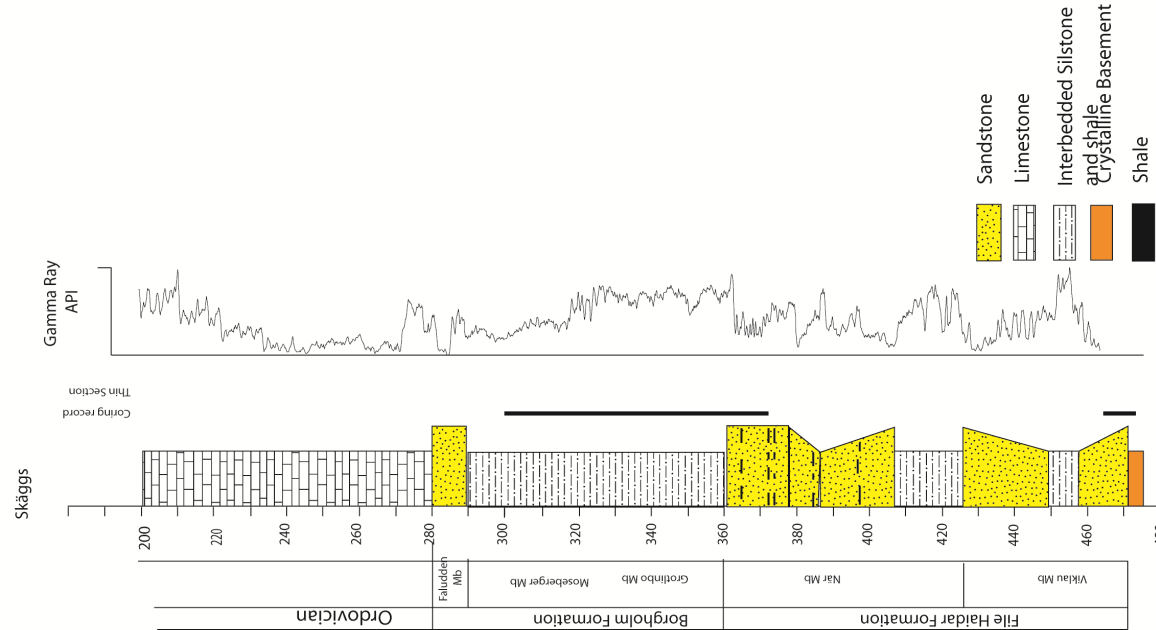 Skäggs
Coring record
Thin Section
Gamma Ray
API
200
220
240
260
280
300
320
340
360
380
400
420
440
460
Faludden
Mb
Moseberger Mb
Grotlinbo Mb
När Mb
Viklau Mb
Ordovician
Borgholm Formation
File Haidar Formation
Sandstone
Limestone
Interbedded Silstone
and shale
Crystalline Basement
Shale